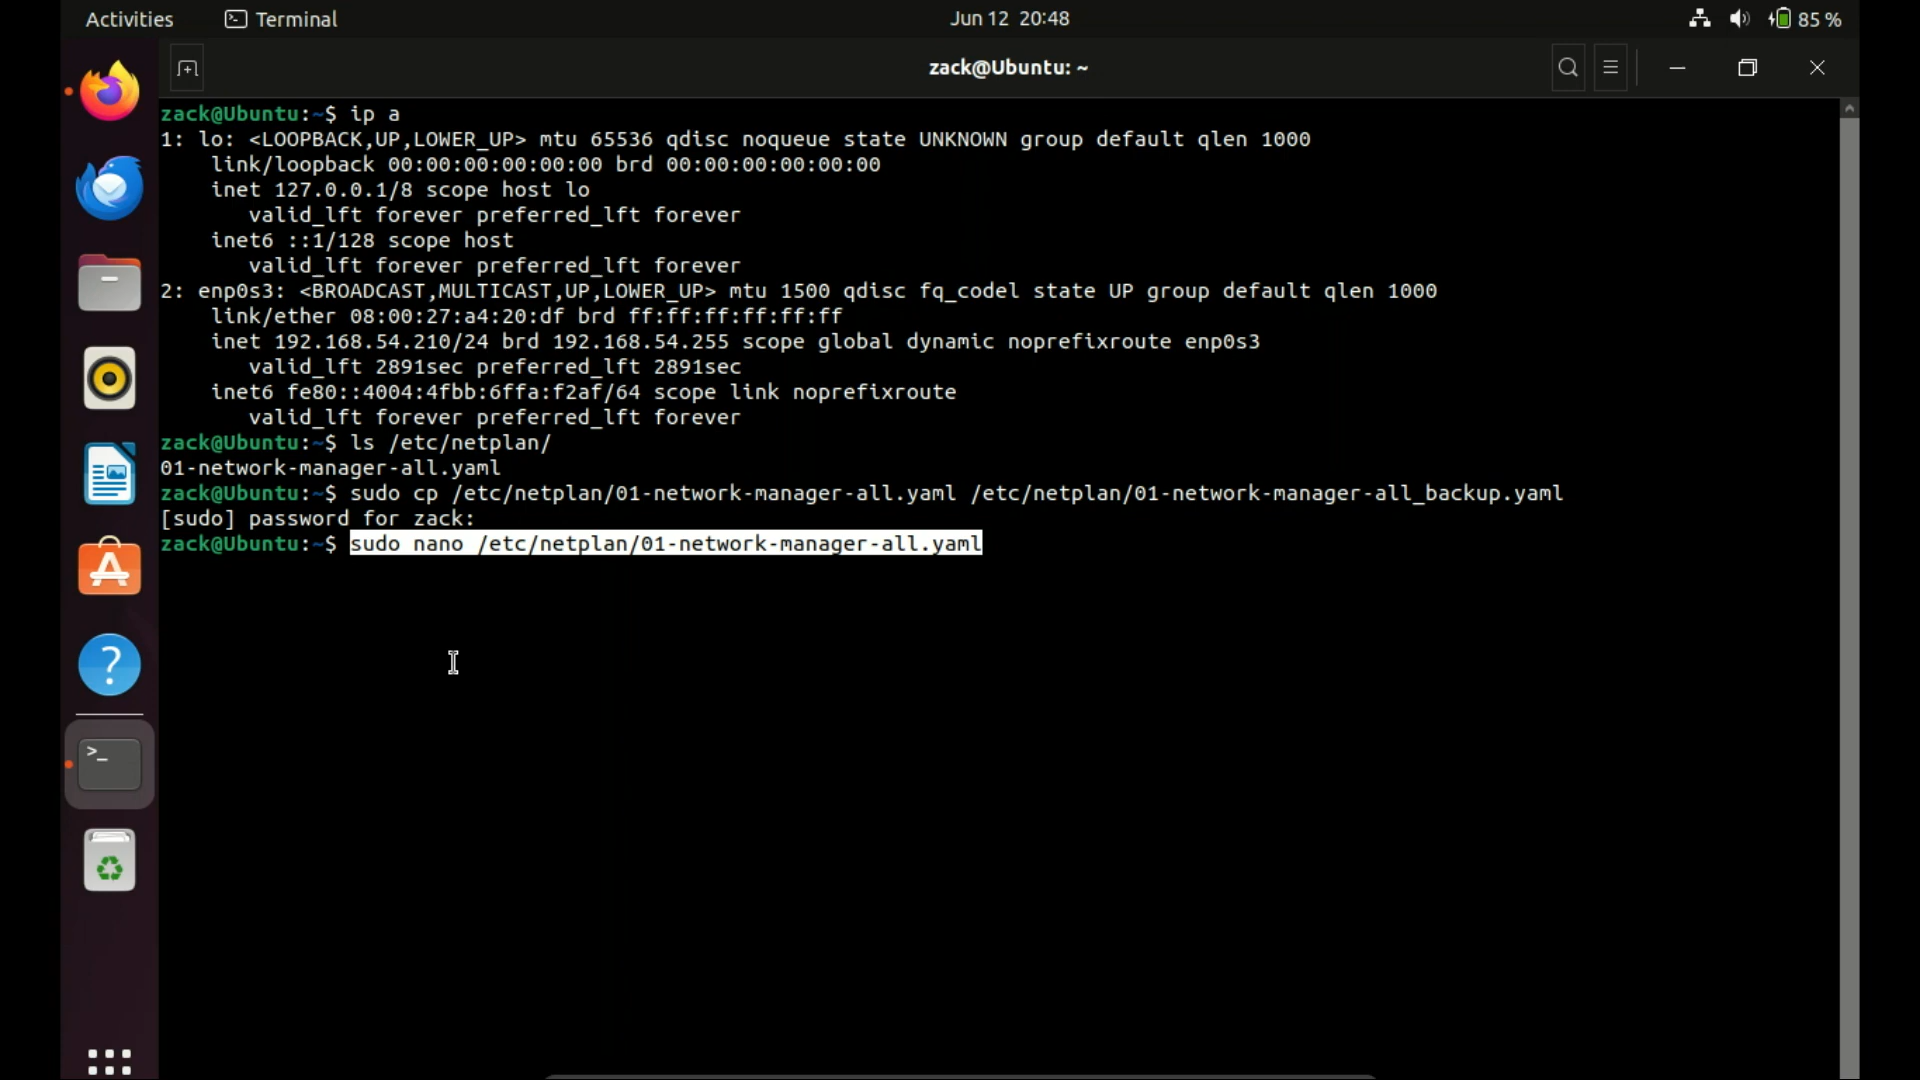 Activities Terminal Jun 12 20:48 85 %
zack@Ubuntu: ~
zack@Ubuntu:~$ ip a
1: lo: <LOOPBACK,UP,LOWER_UP> mtu 65536 qdisc noqueue state UNKNOWN group default qlen 1000
link/loopback 00:00:00:00:00:00 brd 00:00:00:00:00:00
inet 127.0.0.1/8 scope host lo
valid_lft forever preferred_lft forever
inet6 ::1/128 scope host
valid_lft forever preferred_lft forever
2: enp0s3: <BROADCAST,MULTICAST,UP,LOWER_UP> mtu 1500 qdisc fq_codel state UP group default qlen 1000
link/ether 08:00:27:a4:20:df brd ff:ff:ff:ff:ff:ff
inet 192.168.54.210/24 brd 192.168.54.255 scope global dynamic noprefixroute enp0s3
valid_lft 2891sec preferred_lft 2891sec
inet6 fe80::4004:4fbb:6ffa:f2af/64 scope link noprefixroute
valid_lft forever preferred_lft forever
zack@Ubuntu:~$ ls /etc/netplan/
01-network-manager-all.yaml
zack@Ubuntu:~$ sudo cp /etc/netplan/01-network-manager-all.yaml /etc/netplan/01-network-manager-all_backup.yaml
[sudo] password for zack:
zack@Ubuntu:~$ sudo nano /etc/netplan/01-network-manager-all.yaml